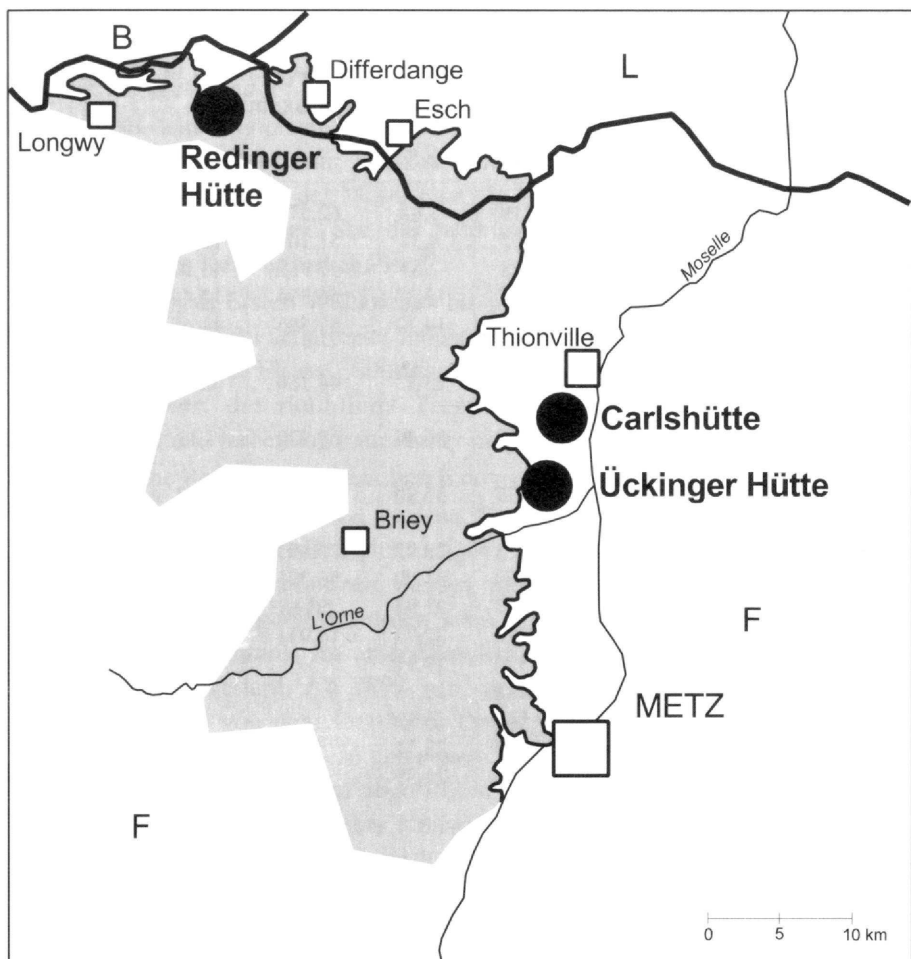 B
L
Differdange
Esch
Longwy
Redinger
Hütte
Moselle
Thionville
Carlshütte
Ückinger Hütte
Briey
L'Orne
F
METZ
F
0 5 10 km